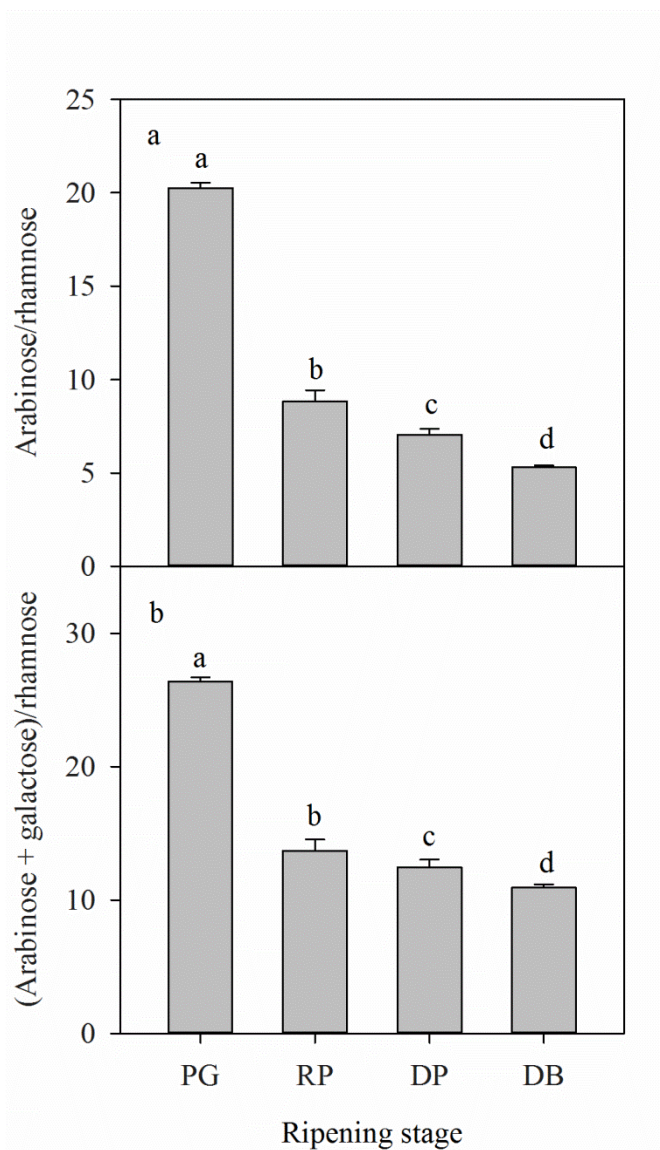 25
a
a
20
15
b
10
c
d
5
0
Arabinose/rhamnose
b
a
30
20
b
c
d
10
0
(Arabinose + galactose)/rhamnose
PG RP DP DB
Ripening stage